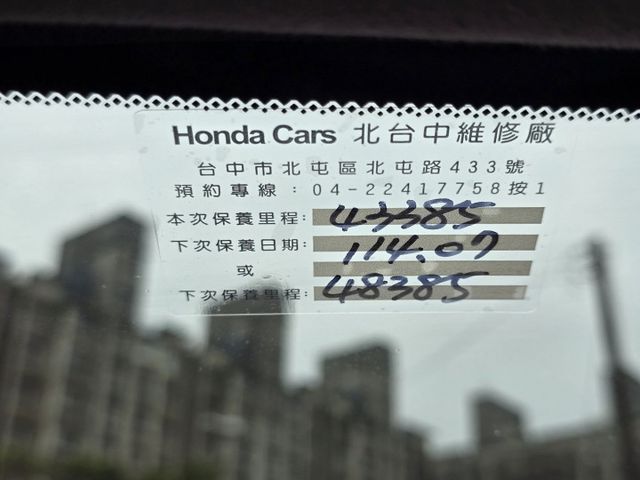 Honda Cars 北台中維修廠
台中市北屯區北屯路433號
預約專線：04-22417758按1
本次保養里程：43385
下次保養日期：114.07
或
下次保養里程：48385